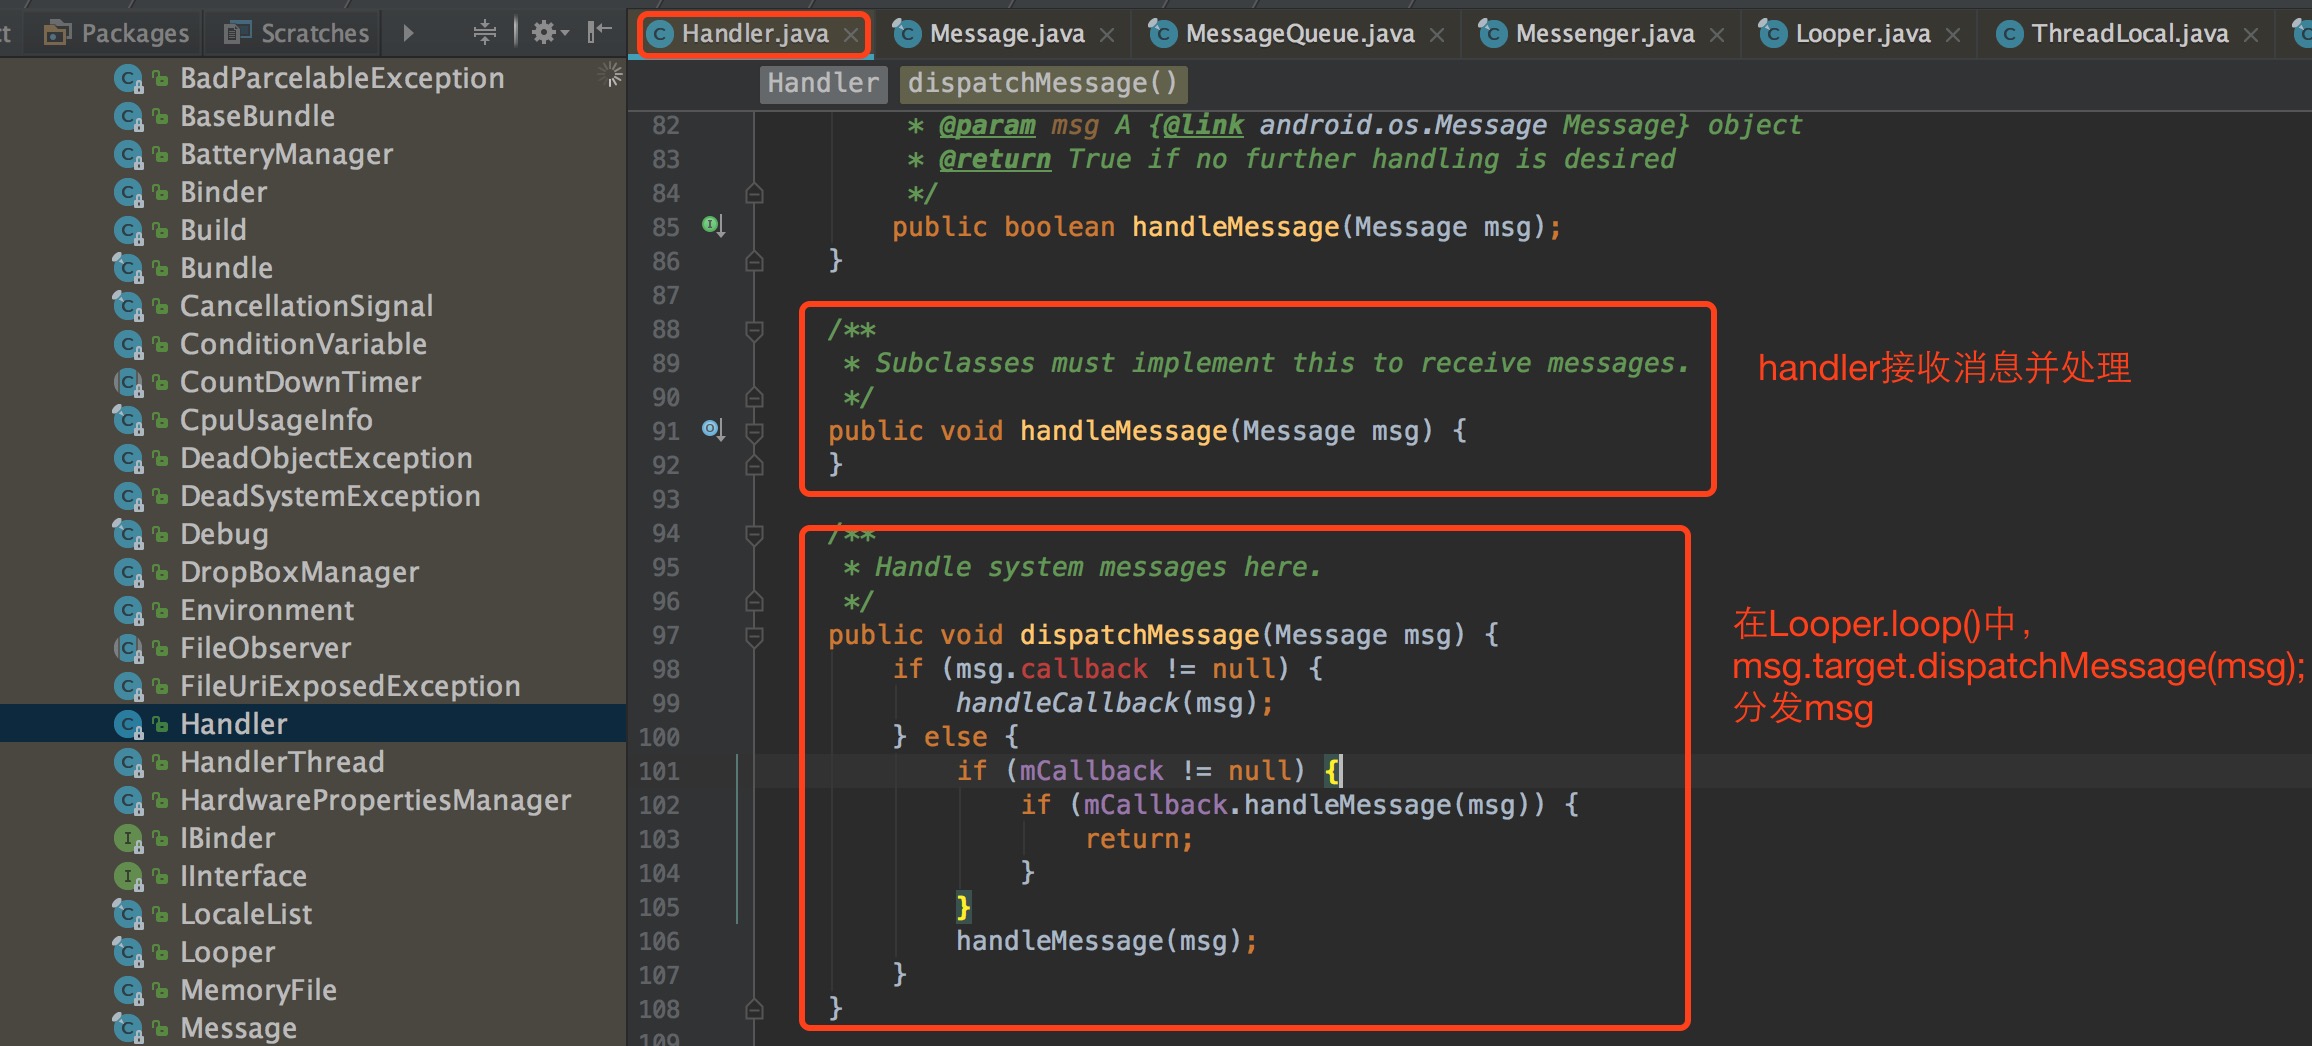 t
Packages
Scratches
Handler.java
Message.java
MessageQueue.java
Messenger.java
Looper.java
ThreadLocal.java
BadParcelableException
BaseBundle
BatteryManager
Binder
Build
Bundle
CancellationSignal
ConditionVariable
CountDownTimer
CpuUsageInfo
DeadObjectException
DeadSystemException
Debug
DropBoxManager
Environment
FileObserver
FileUriExposedException
Handler
HandlerThread
HardwarePropertiesManager
IBinder
IInterface
LocaleList
Looper
MemoryFile
Message
Handler dispatchMessage()
82 * @param msg A {@link android.os.Message Message} object
83 * @return True if no further handling is desired
84 */
85 public boolean handleMessage(Message msg);
86 }
87
88 /**
89 * Subclasses must implement this to receive messages.
90 */
91 public void handleMessage(Message msg) {
92 }
93
94 /**
95 * Handle system messages here.
96 */
97 public void dispatchMessage(Message msg) {
98 if (msg.callback != null) {
99 handleCallback(msg);
100 } else {
101 if (mCallback != null) {
102 if (mCallback.handleMessage(msg)) {
103 return;
104 }
105 }
106 handleMessage(msg);
107 }
108 }
109
handler接收消息并处理
在Looper.loop()中，
msg.target.dispatchMessage(msg);
分发msg